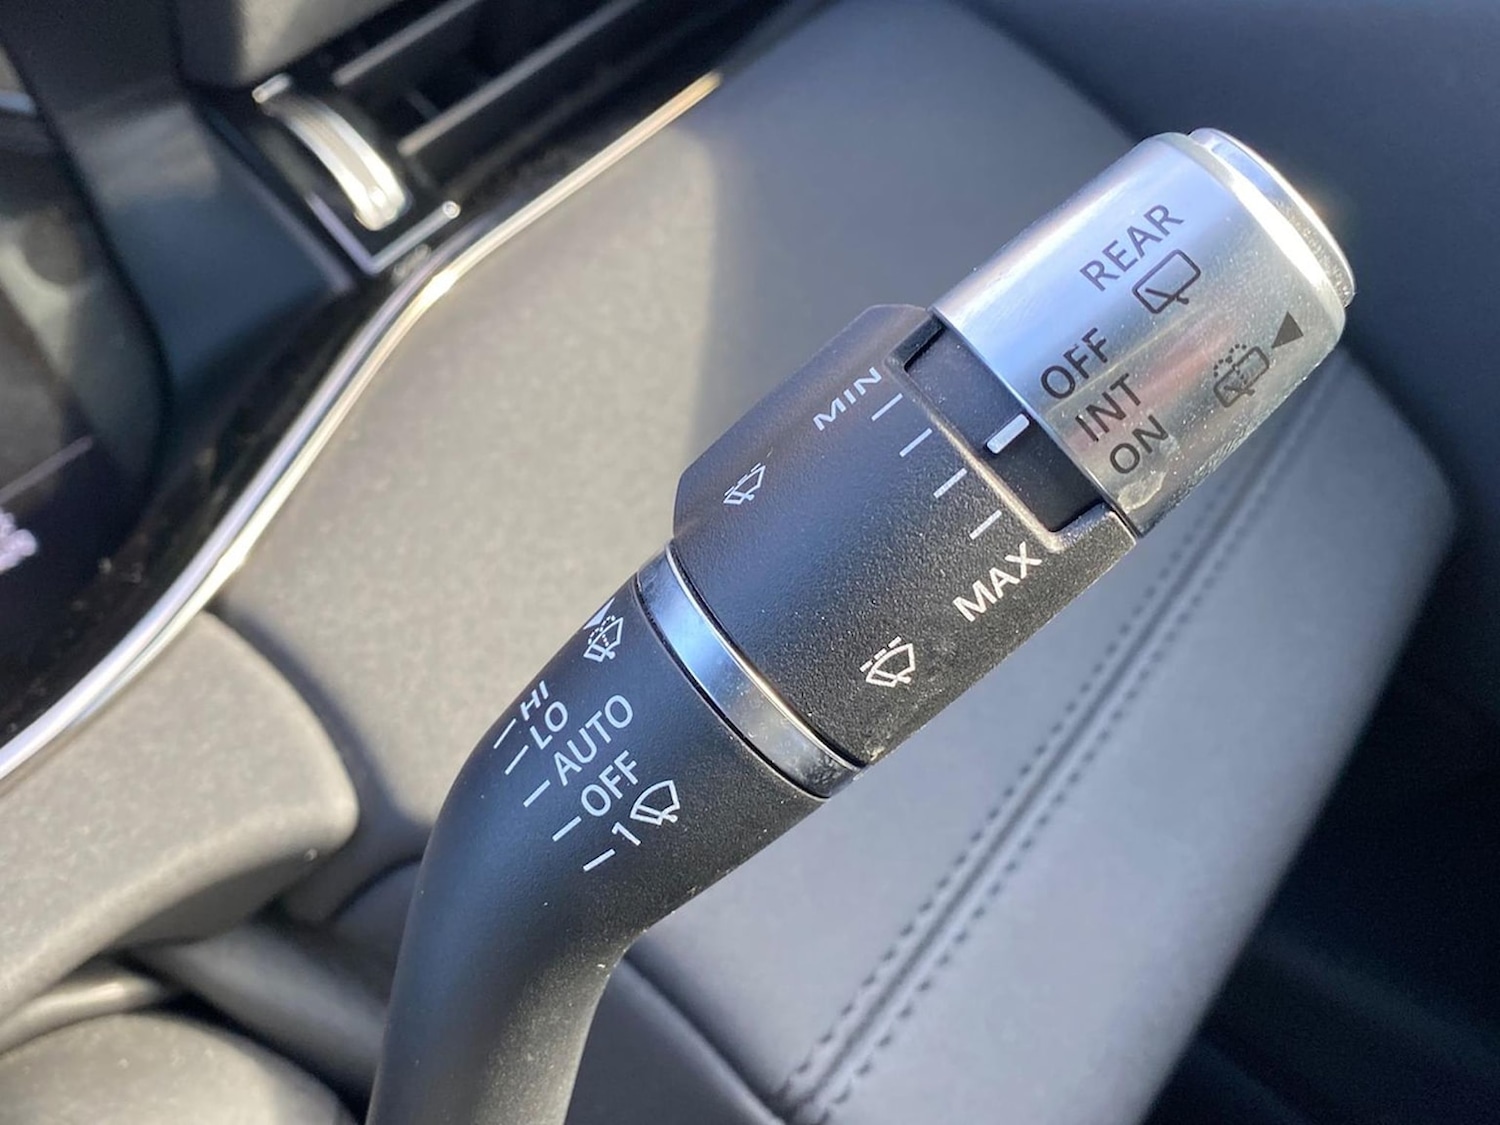 REAR
OFF
INT
ON
MIN
MAX
HI
LO
AUTO
OFF
1